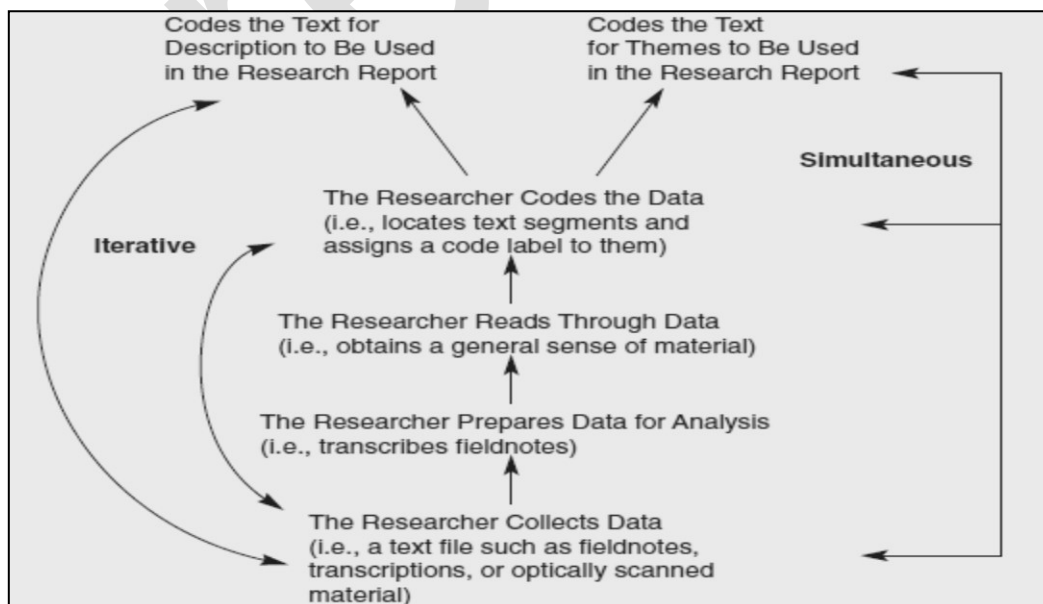 Codes the Text for
Description to Be Used
in the Research Report
Codes the Text
for Themes to Be Used
in the Research Report
Simultaneous
The Researcher Codes the Data
(i.e., locates text segments and
assigns a code label to them)
Iterative
The Researcher Reads Through Data
(i.e., obtains a general sense of material)
The Researcher Prepares Data for Analysis
(i.e., transcribes fieldnotes)
The Researcher Collects Data
(i.e., a text file such as fieldnotes,
transcriptions, or optically scanned
material)